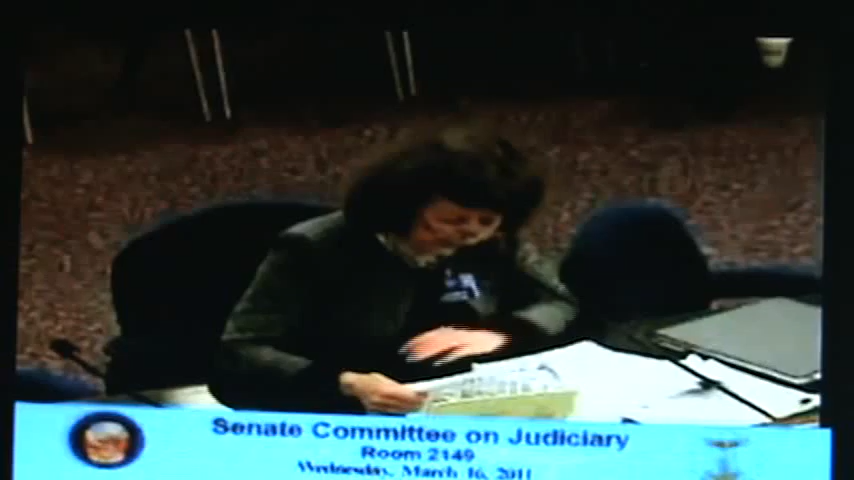 Senate Committee on Judiciary
Room 2149
Wednesday, March 16, 2011